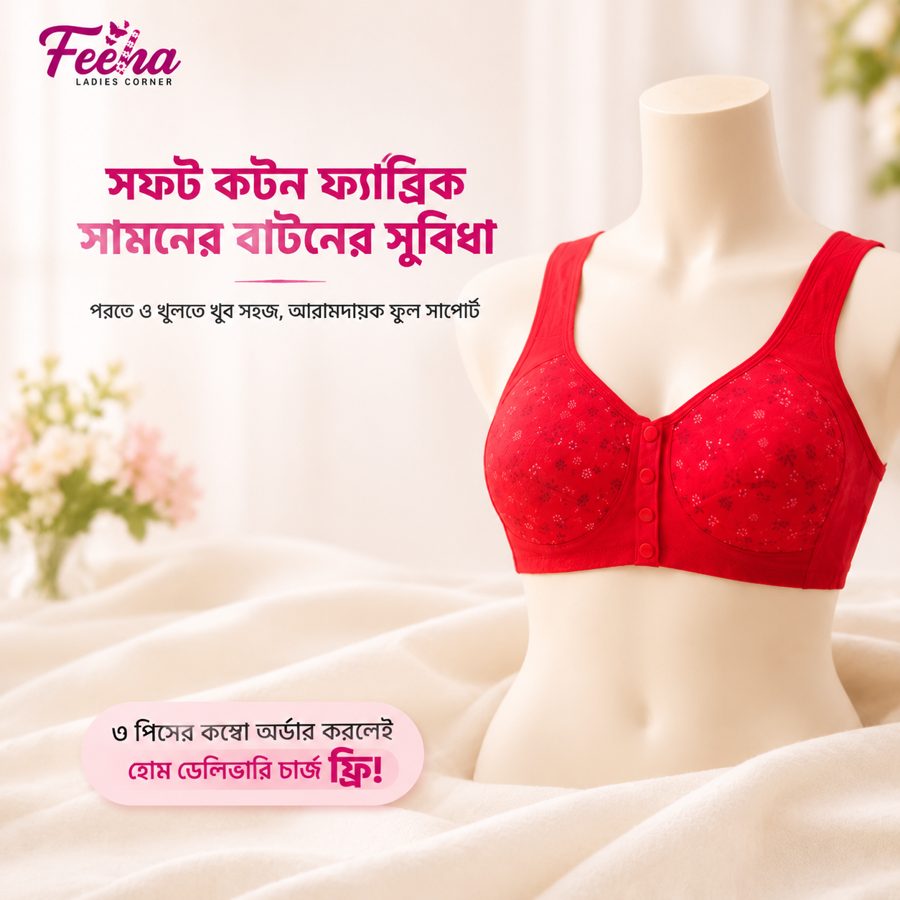 Feena
LADIES CORNER
সফট কটন ফ্যাব্রিক
সামনের বাটনের সুবিধা
পরতে ও খুলতে খুব সহজ, আরামদায়ক ফুল সাপোর্ট
৩ পিসের কম্বো অর্ডার করলেই
হোম ডেলিভারি চার্জ ফ্রি!